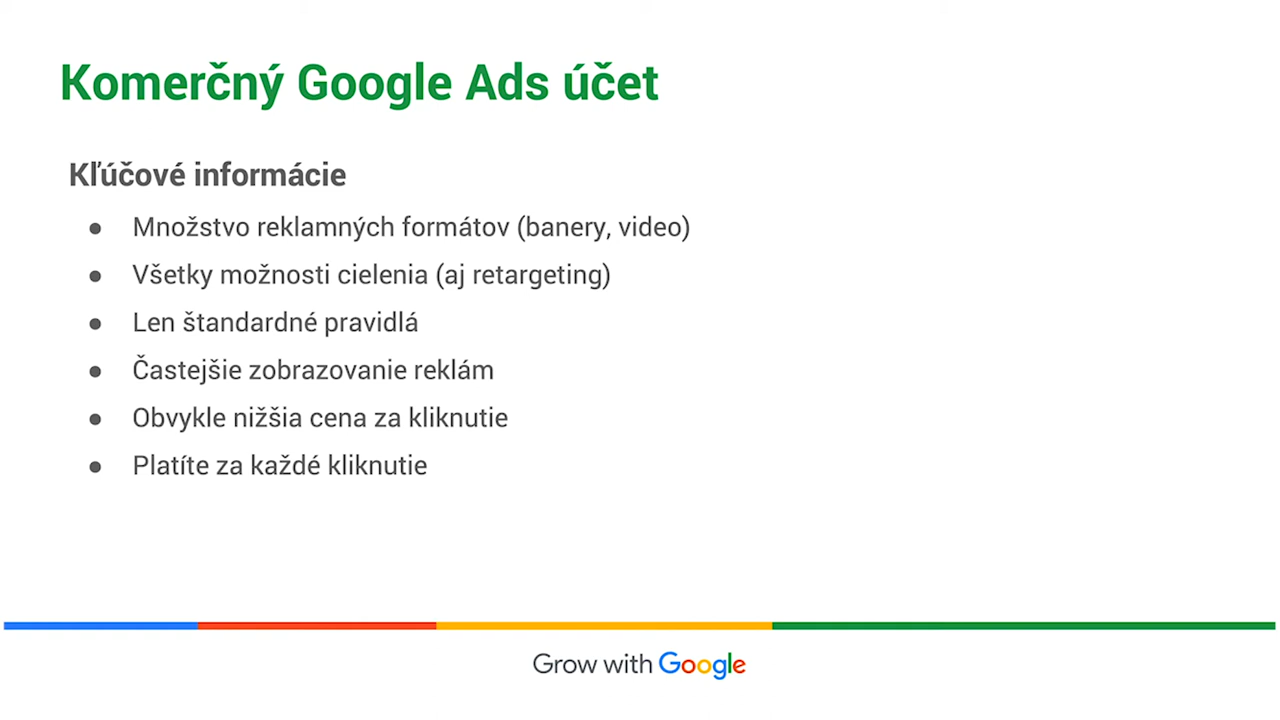 Komerčný Google Ads účet
Kľúčové informácie
● Množstvo reklamných formátov (banery, video)
● Všetky možnosti cielenia (aj retargeting)
● Len štandardné pravidlá
● Častejšie zobrazovanie reklám
● Obvykle nižšia cena za kliknutie
● Platíte za každé kliknutie
Grow with Google